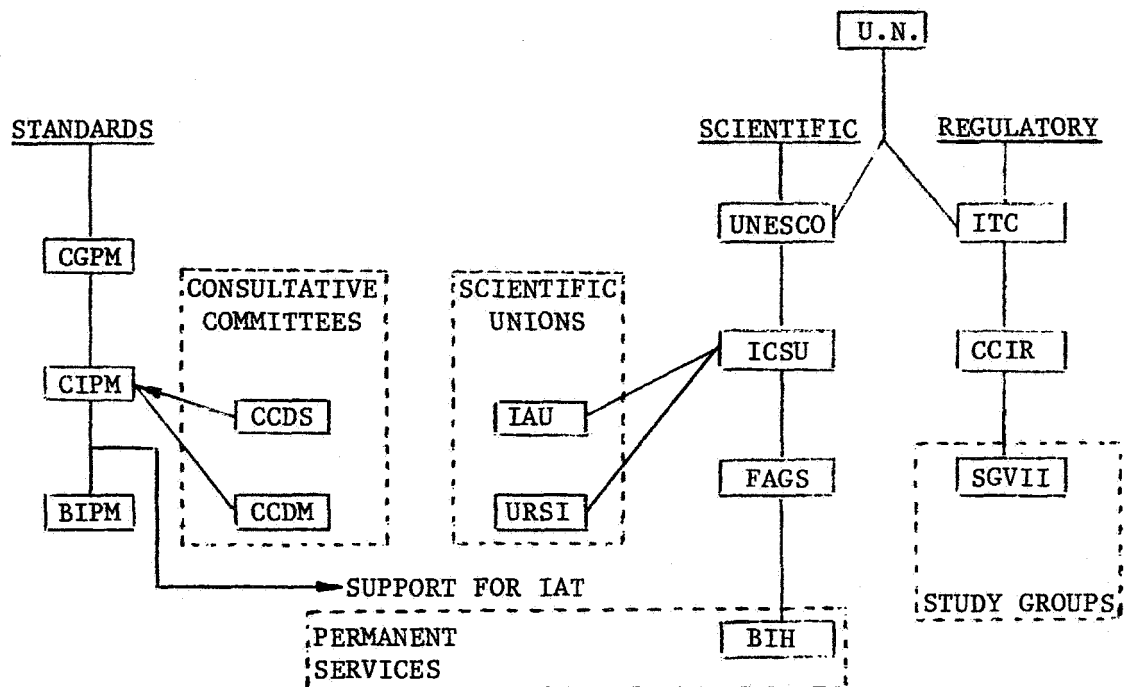 U.N.
STANDARDS
SCIENTIFIC
REGULATORY
UNESCO
ITC
CGPM
CONSULTATIVE
COMMITTEES
SCIENTIFIC
UNIONS
ICSU
CCIR
CIPM
CCDS
IAU
FAGS
SGVII
BIPM
CCDM
URSI
SUPPORT FOR IAT
STUDY GROUPS
PERMANENT
SERVICES
BIH